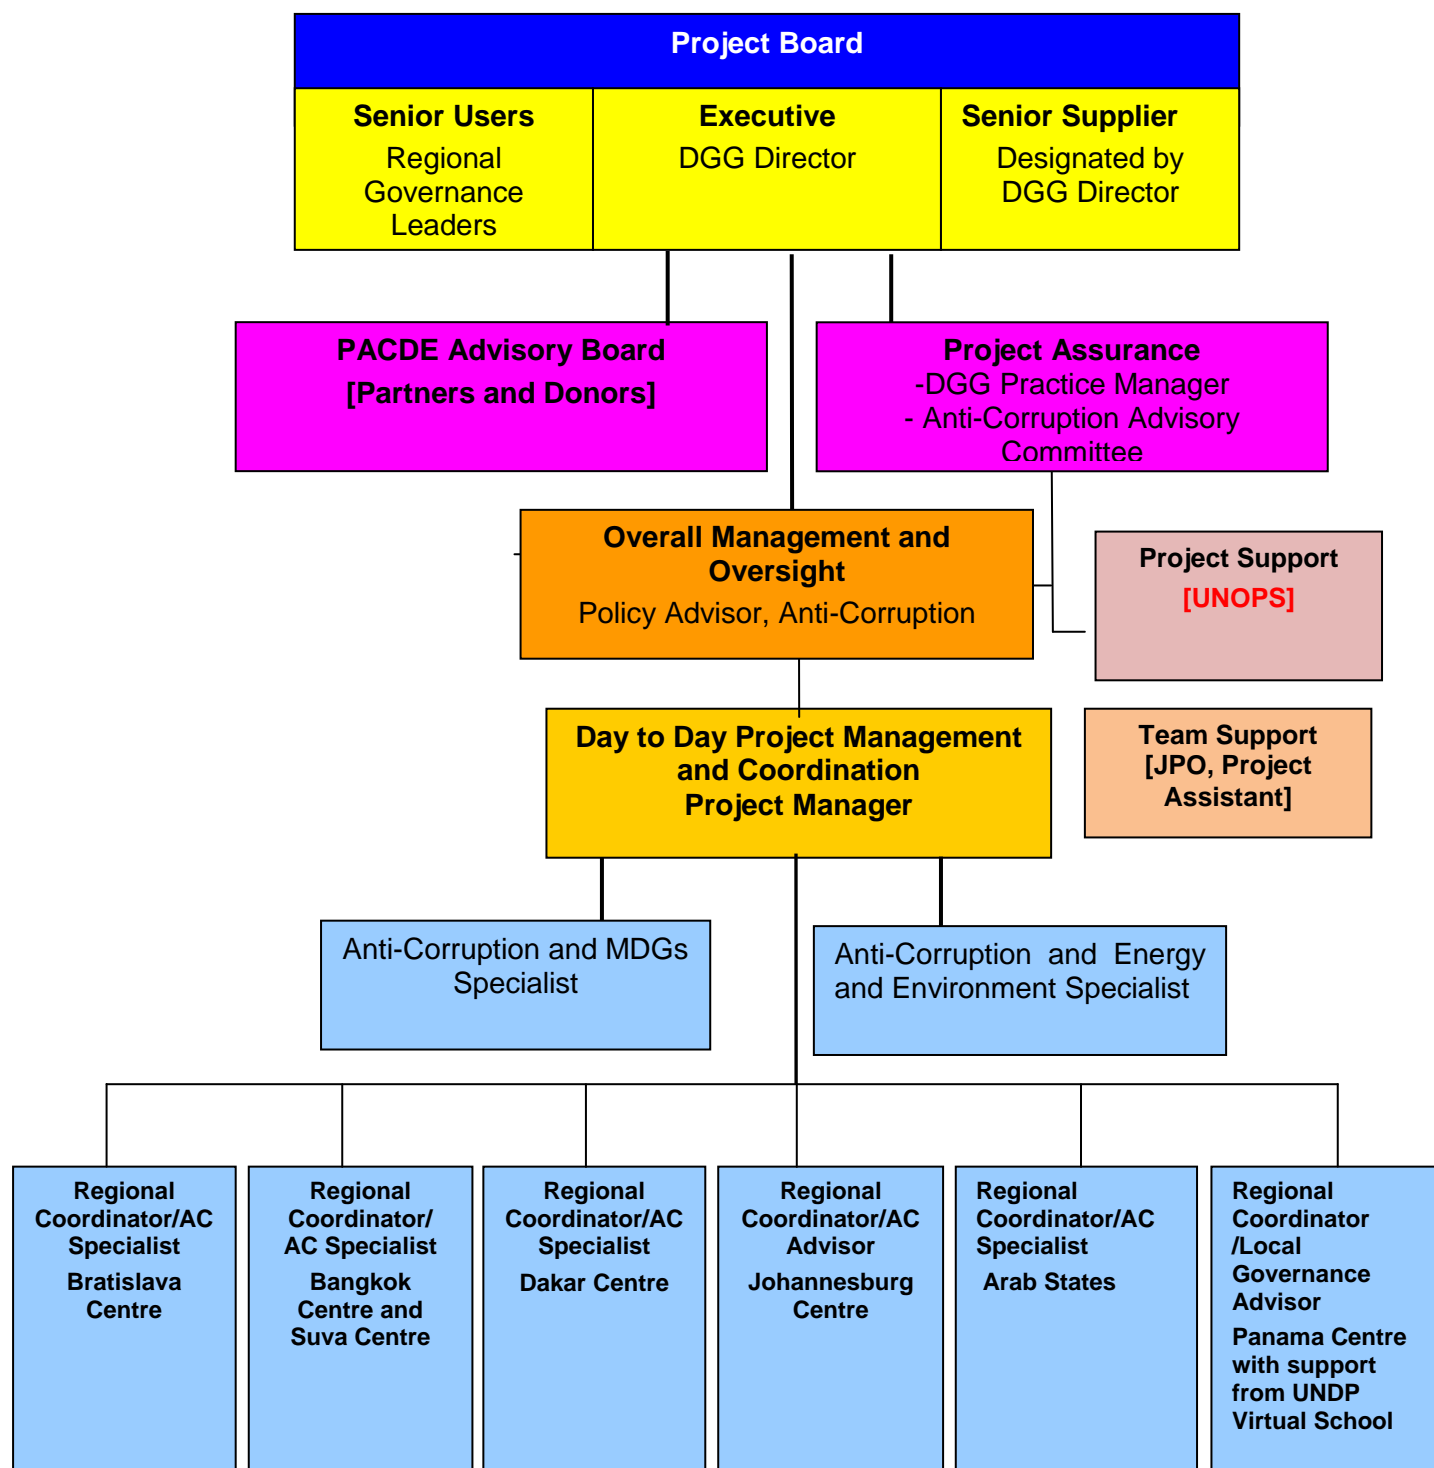 Project Board
Senior Users
Regional
Governance
Leaders
Executive
DGG Director
Senior Supplier
Designated by
DGG Director
PACDE Advisory Board
[Partners and Donors]
Project Assurance
-DGG Practice Manager
- Anti-Corruption Advisory
Committee
Overall Management and
Oversight
Policy Advisor, Anti-Corruption
Project Support
[UNOPS]
Day to Day Project Management
and Coordination
Project Manager
Team Support
[JPO, Project
Assistant]
Anti-Corruption and MDGs
Specialist
Anti-Corruption and Energy
and Environment Specialist
Regional
Coordinator/AC
Specialist
Bratislava
Centre
Regional
Coordinator/
AC Specialist
Bangkok
Centre and
Suva Centre
Regional
Coordinator/AC
Specialist
Dakar Centre
Regional
Coordinator/AC
Advisor
Johannesburg
Centre
Regional
Coordinator/AC
Specialist
Arab States
Regional
Coordinator
/Local
Governance
Advisor
Panama Centre
with support
from UNDP
Virtual School